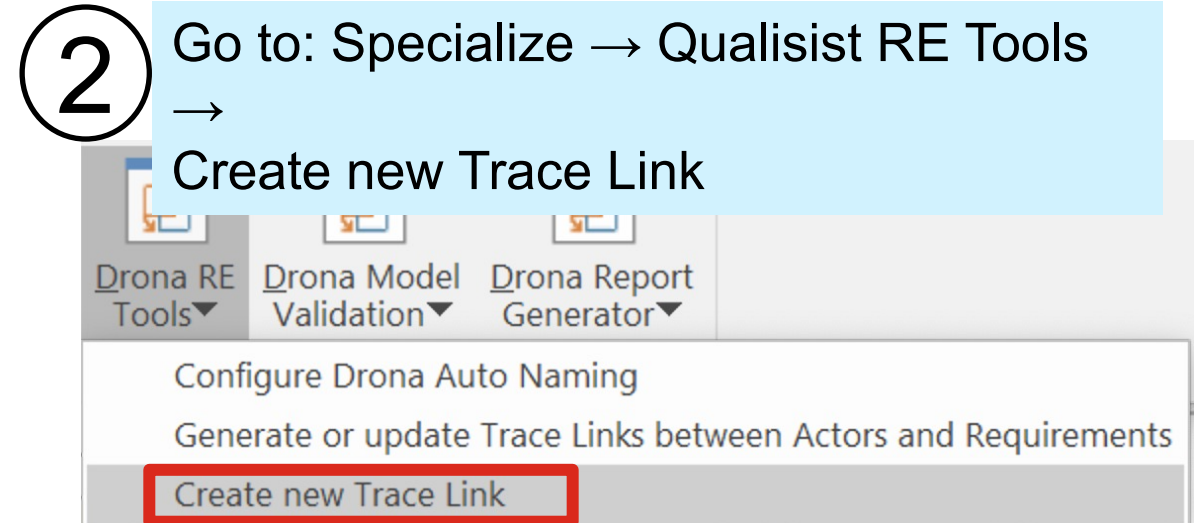 2
Go to: Specialize → Qualisist RE Tools
→
Create new Trace Link
Drona RE Tools▼
Drona Model Validation▼
Drona Report Generator▼
Configure Drona Auto Naming
Generate or update Trace Links between Actors and Requirements
Create new Trace Link